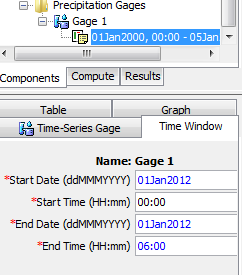 Precipitation Gages
Gage 1
01Jan2000, 00:00 - 05Jan
Components Compute Results
Table Graph
Time-Series Gage Time Window
Name: Gage 1
*Start Date (ddMMMYYYY) 01Jan2012
*Start Time (HH:mm) 00:00
*End Date (ddMMMYYYY) 01Jan2012
*End Time (HH:mm) 06:00